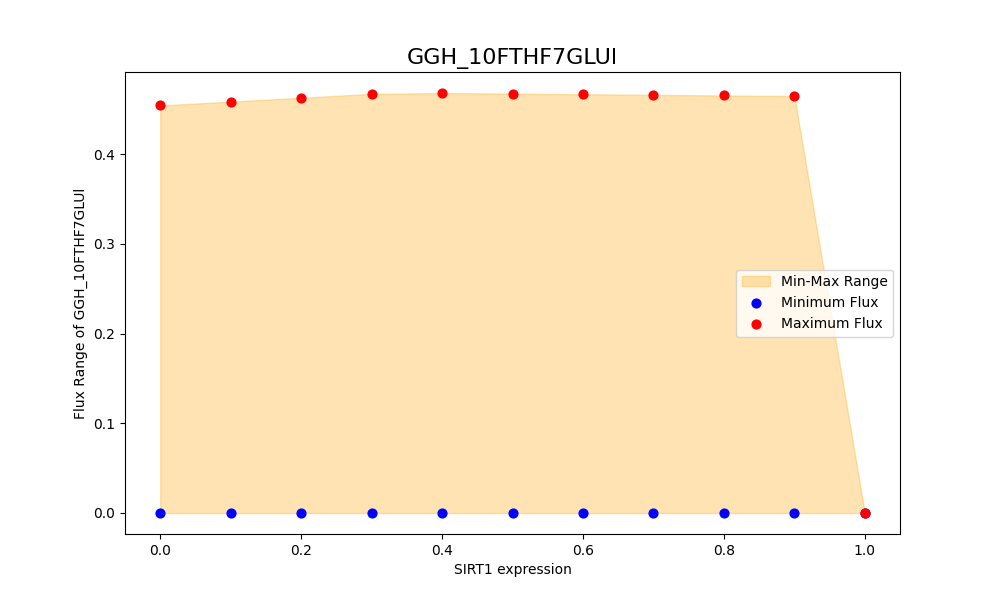 GGH_10FTHF7GLUl
Flux Range of GGH_10FTHF7GLUl
0.4
0.3
0.2
0.1
0.0
Min-Max Range
Minimum Flux
Maximum Flux
0.0 0.2 0.4 0.6 0.8 1.0
SIRT1 expression